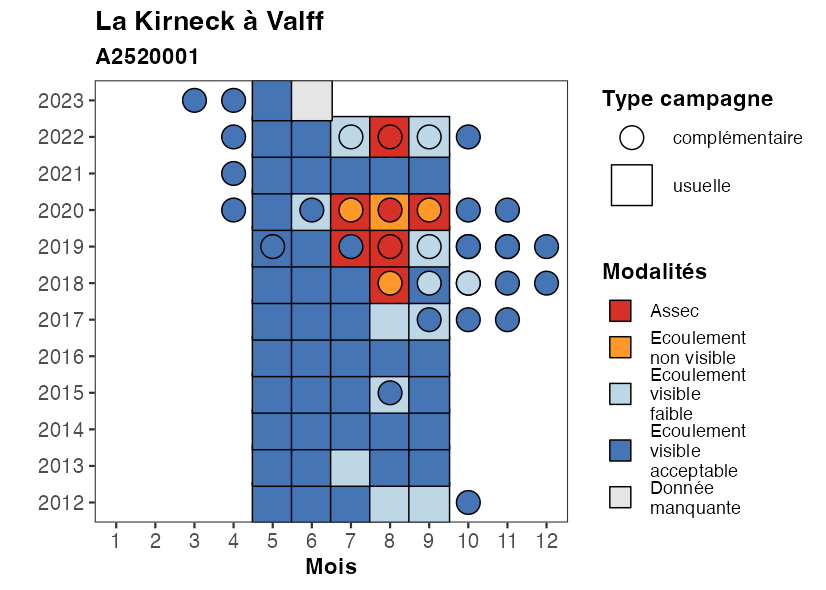 La Kirneck à Valff
A2520001
2023
2022
2021
2020
2019
2018
2017
2016
2015
2014
2013
2012
1 2 3 4 5 6 7 8 9 10 11 12
Mois
Type campagne
complémentaire
usuelle
Modalités
Assec
Ecoulement
non visible
Ecoulement
visible
faible
Ecoulement
visible
acceptable
Donnée
manquante